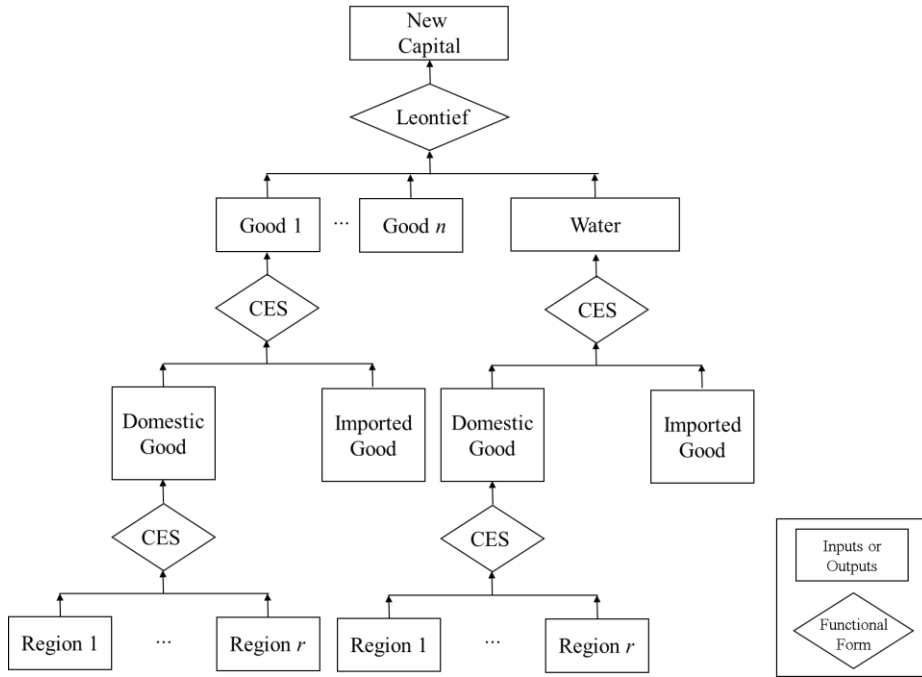 New
Capital
Leontief
Good 1
...
Good n
Water
CES
CES
Domestic
Good
Imported
Good
Domestic
Good
Imported
Good
CES
CES
Inputs or
Outputs
Functional
Form
Region 1
...
Region r
Region 1
...
Region r